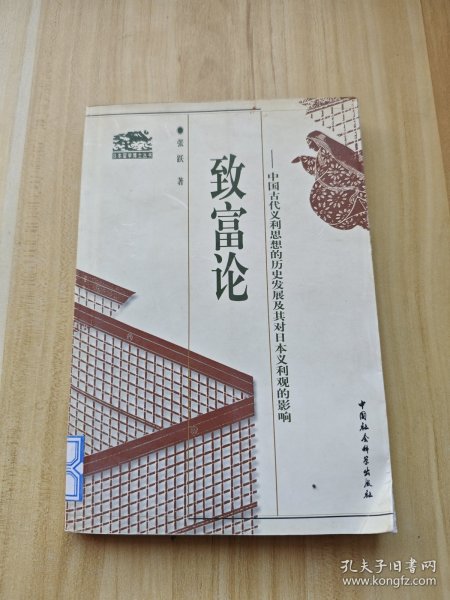 致富论
——中国古代义利思想的历史发展及其对日本义利观的影响
张跃 著
中国社会科学出版社
孔夫子旧书网
www.kongfz.com